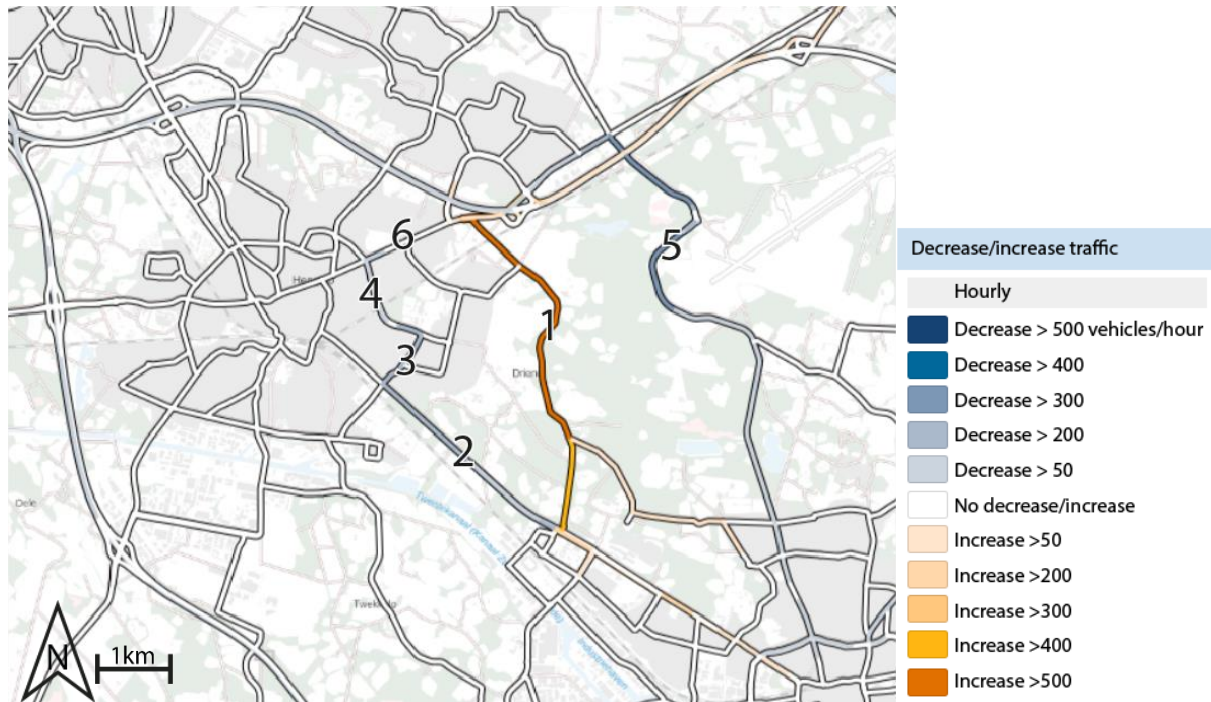 6
5
4
1
3
2
N
1km
Decrease/increase traffic
Hourly
Decrease > 500 vehicles/hour
Decrease > 400
Decrease > 300
Decrease > 200
Decrease > 50
No decrease/increase
Increase >50
Increase >200
Increase >300
Increase >400
Increase >500